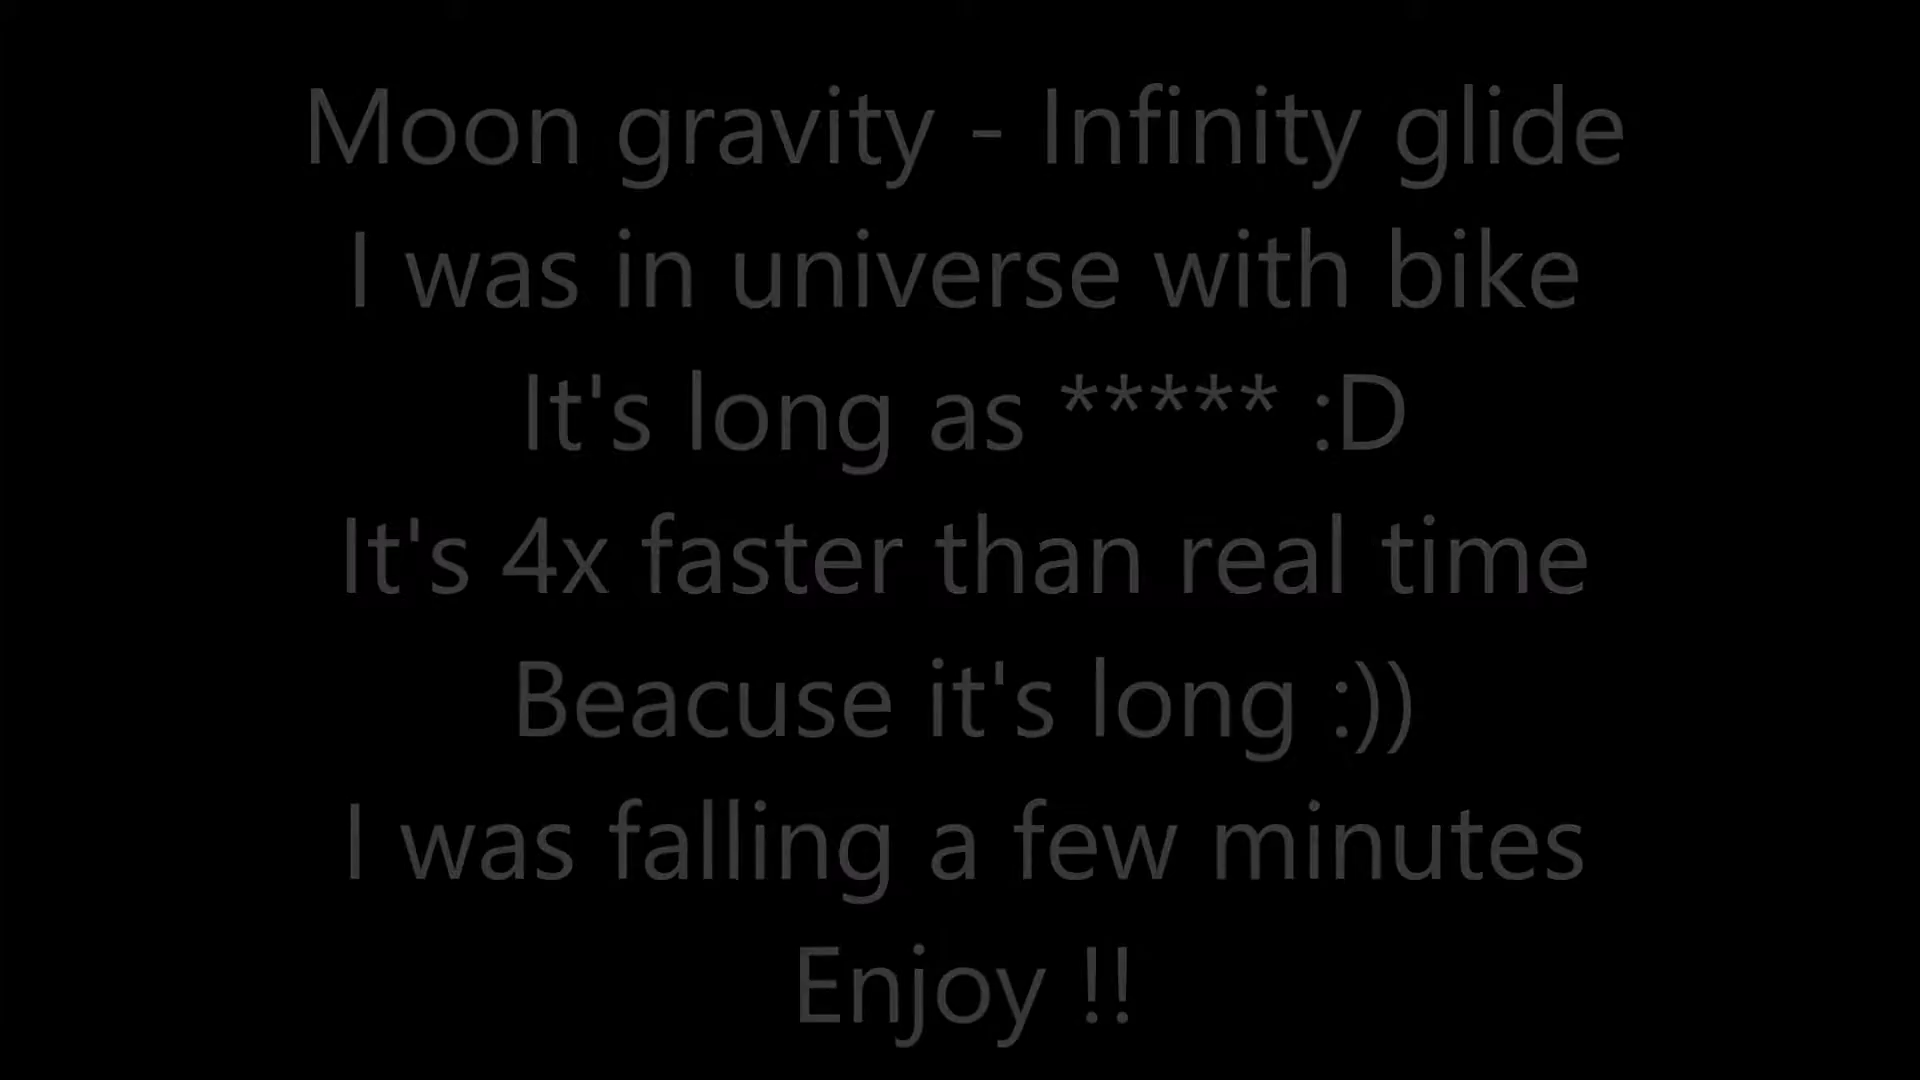 Moon gravity - Infinity glide
I was in universe with bike
It's long as ***** :D
It's 4x faster than real time
Beacuse it's long :))
I was falling a few minutes
Enjoy !!